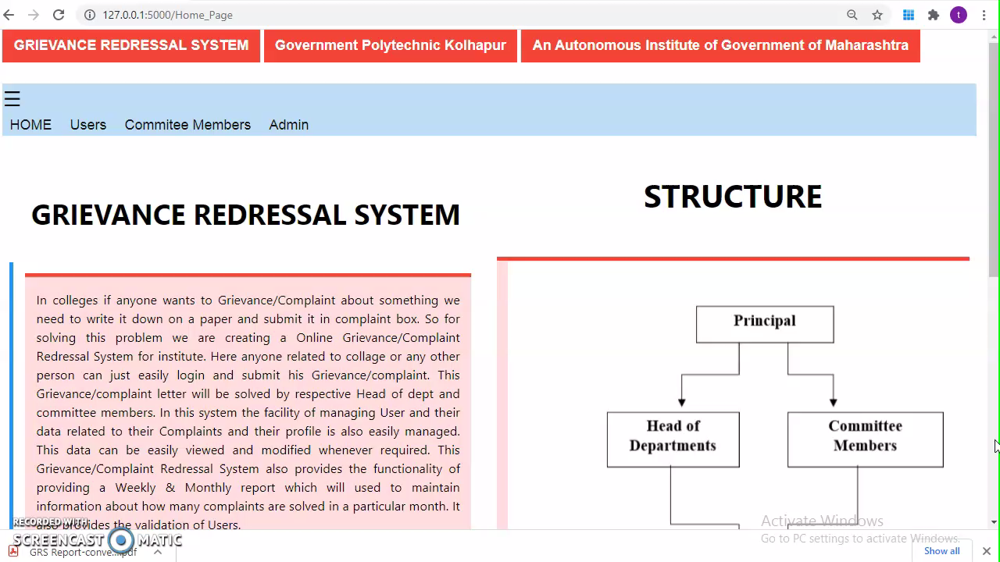 127.0.0.1:5000/Home_Page
t
GRIEVANCE REDRESSAL SYSTEM
Government Polytechnic Kolhapur
An Autonomous Institute of Government of Maharashtra
HOME Users Commitee Members Admin
GRIEVANCE REDRESSAL SYSTEM
In colleges if anyone wants to Grievance/Complaint about something we
need to write it down on a paper and submit it in complaint box. So for
solving this problem we are creating a Online Grievance/Complaint
Redressal System for institute. Here anyone related to collage or any other
person can just easily login and submit his Grievance/complaint. This
Grievance/complaint letter will be solved by respective Head of dept and
committee members. In this system the facility of managing User and their
data related to their Complaints and their profile is also easily managed.
This data can be easily viewed and modified whenever required. This
Grievance/Complaint Redressal System also provides the functionality of
providing a Weekly & Monthly report which will used to maintain
information about how many complaints are solved in a particular month. It
also provides the validation of Users.
STRUCTURE
Principal
Head of
Departments
Committee
Members
Activate Windows
Go to PC settings to activate Windows.
RECORDED WITH
SCREENCAST MATIC
GRS Report-conve....pdf
Show all